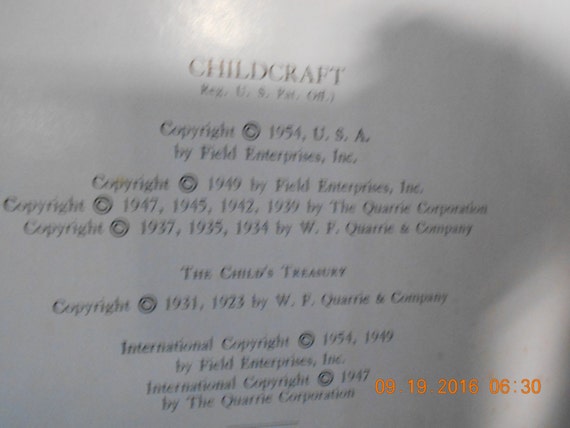 CHILDCRAFT
Reg. U. S. Pat. Off.)
Copyright © 1954, U. S. A.
by Field Enterprises, Inc.
Copyright © 1949 by Field Enterprises, Inc.
Copyright © 1947, 1945, 1942, 1939 by The Quarrie Corporation
Copyright © 1937, 1935, 1934 by W. F. Quarrie & Company
THE CHILD'S TREASURY
Copyright © 1931, 1923 by W. F. Quarrie & Company
International Copyright © 1954, 1949
by Field Enterprises, Inc.
International Copyright © 1947
by The Quarrie Corporation
09.19.2016 06:30